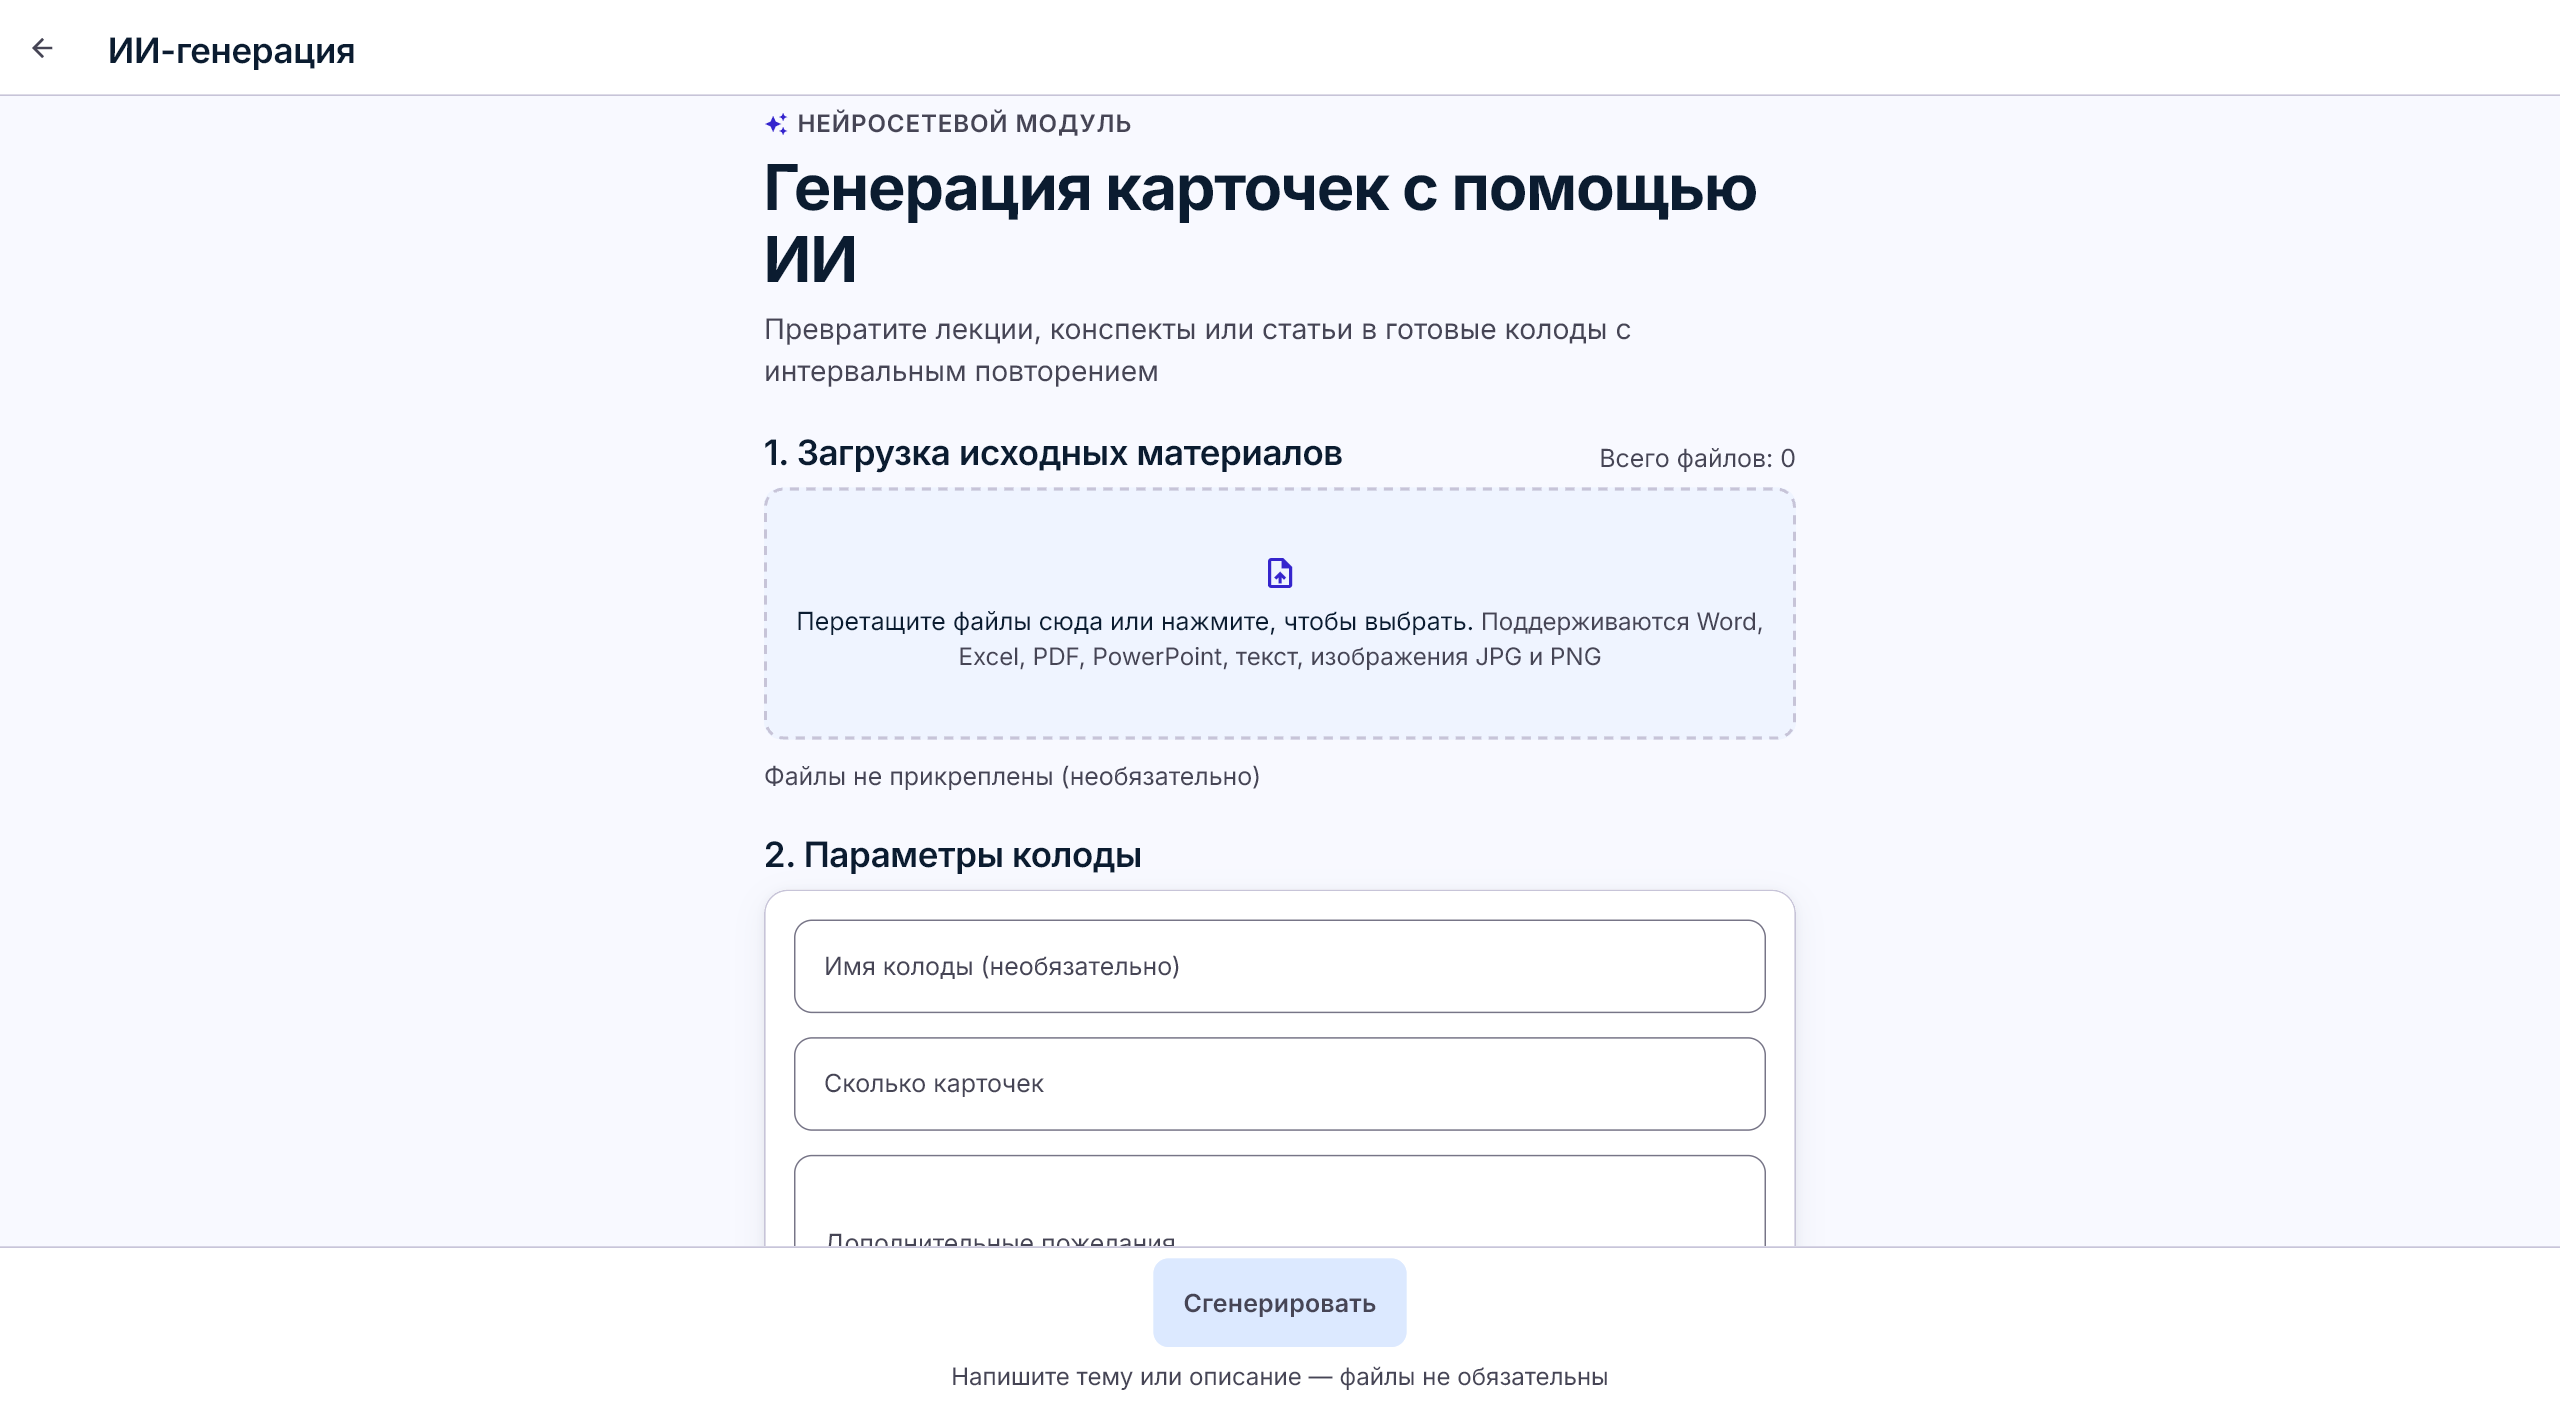 ИИ-генерация
НЕЙРОСЕТЕВОЙ МОДУЛЬ
Генерация карточек с помощью
ИИ
Превратите лекции, конспекты или статьи в готовые колоды с
интервальным повторением
1. Загрузка исходных материалов
Всего файлов: 0
Перетащите файлы сюда или нажмите, чтобы выбрать. Поддерживаются Word,
Excel, PDF, PowerPoint, текст, изображения JPG и PNG
Файлы не прикреплены (необязательно)
2. Параметры колоды
Имя колоды (необязательно)
Сколько карточек
Дополнительные пожелания
Сгенерировать
Напишите тему или описание — файлы не обязательны